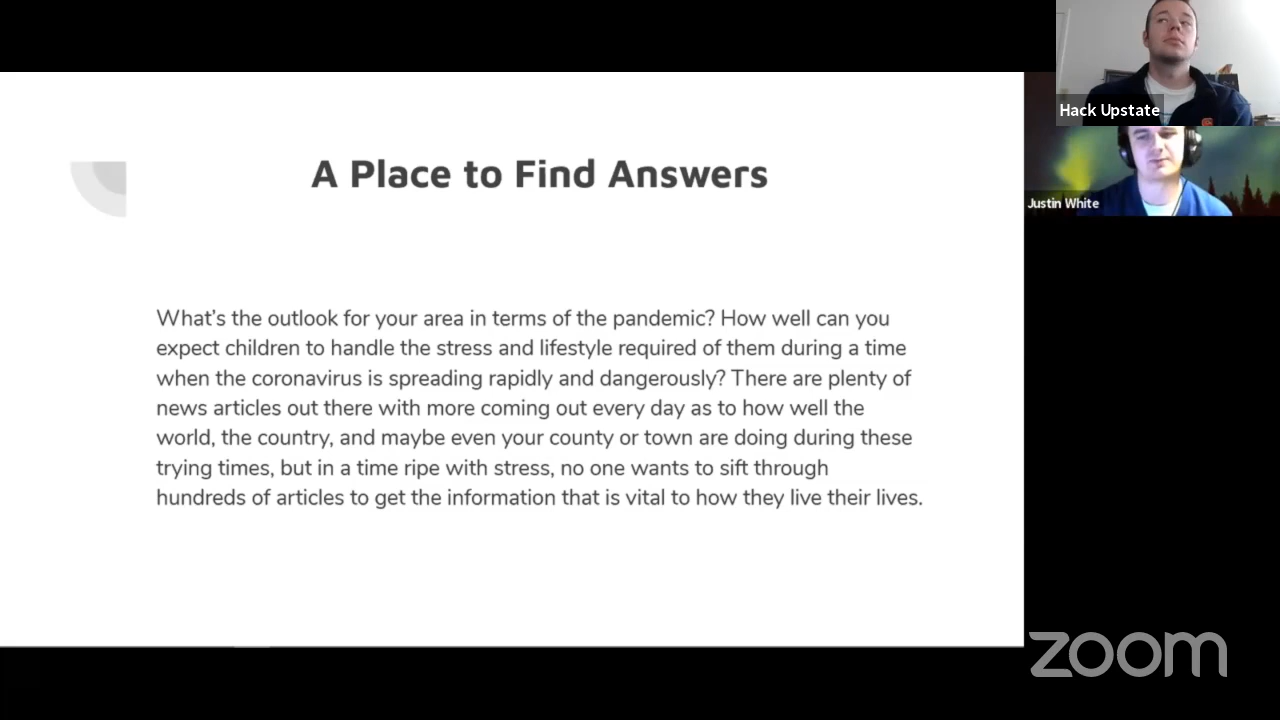 Hack Upstate
A Place to Find Answers
Justin White
What's the outlook for your area in terms of the pandemic? How well can you
expect children to handle the stress and lifestyle required of them during a time
when the coronavirus is spreading rapidly and dangerously? There are plenty of
news articles out there with more coming out every day as to how well the
world, the country, and maybe even your county or town are doing during these
trying times, but in a time ripe with stress, no one wants to sift through
hundreds of articles to get the information that is vital to how they live their lives.
zoom